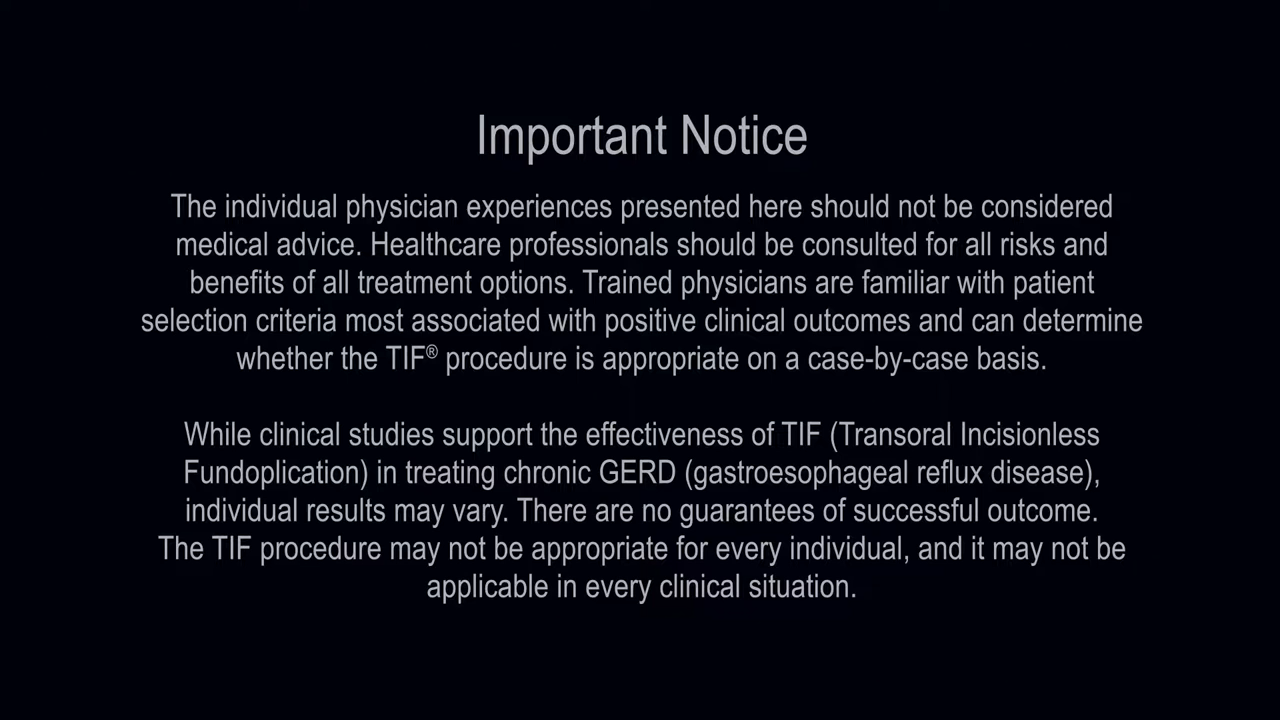 Important Notice
The individual physician experiences presented here should not be considered
medical advice. Healthcare professionals should be consulted for all risks and
benefits of all treatment options. Trained physicians are familiar with patient
selection criteria most associated with positive clinical outcomes and can determine
whether the TIF® procedure is appropriate on a case-by-case basis.
While clinical studies support the effectiveness of TIF (Transoral Incisionless
Fundoplication) in treating chronic GERD (gastroesophageal reflux disease),
individual results may vary. There are no guarantees of successful outcome.
The TIF procedure may not be appropriate for every individual, and it may not be
applicable in every clinical situation.